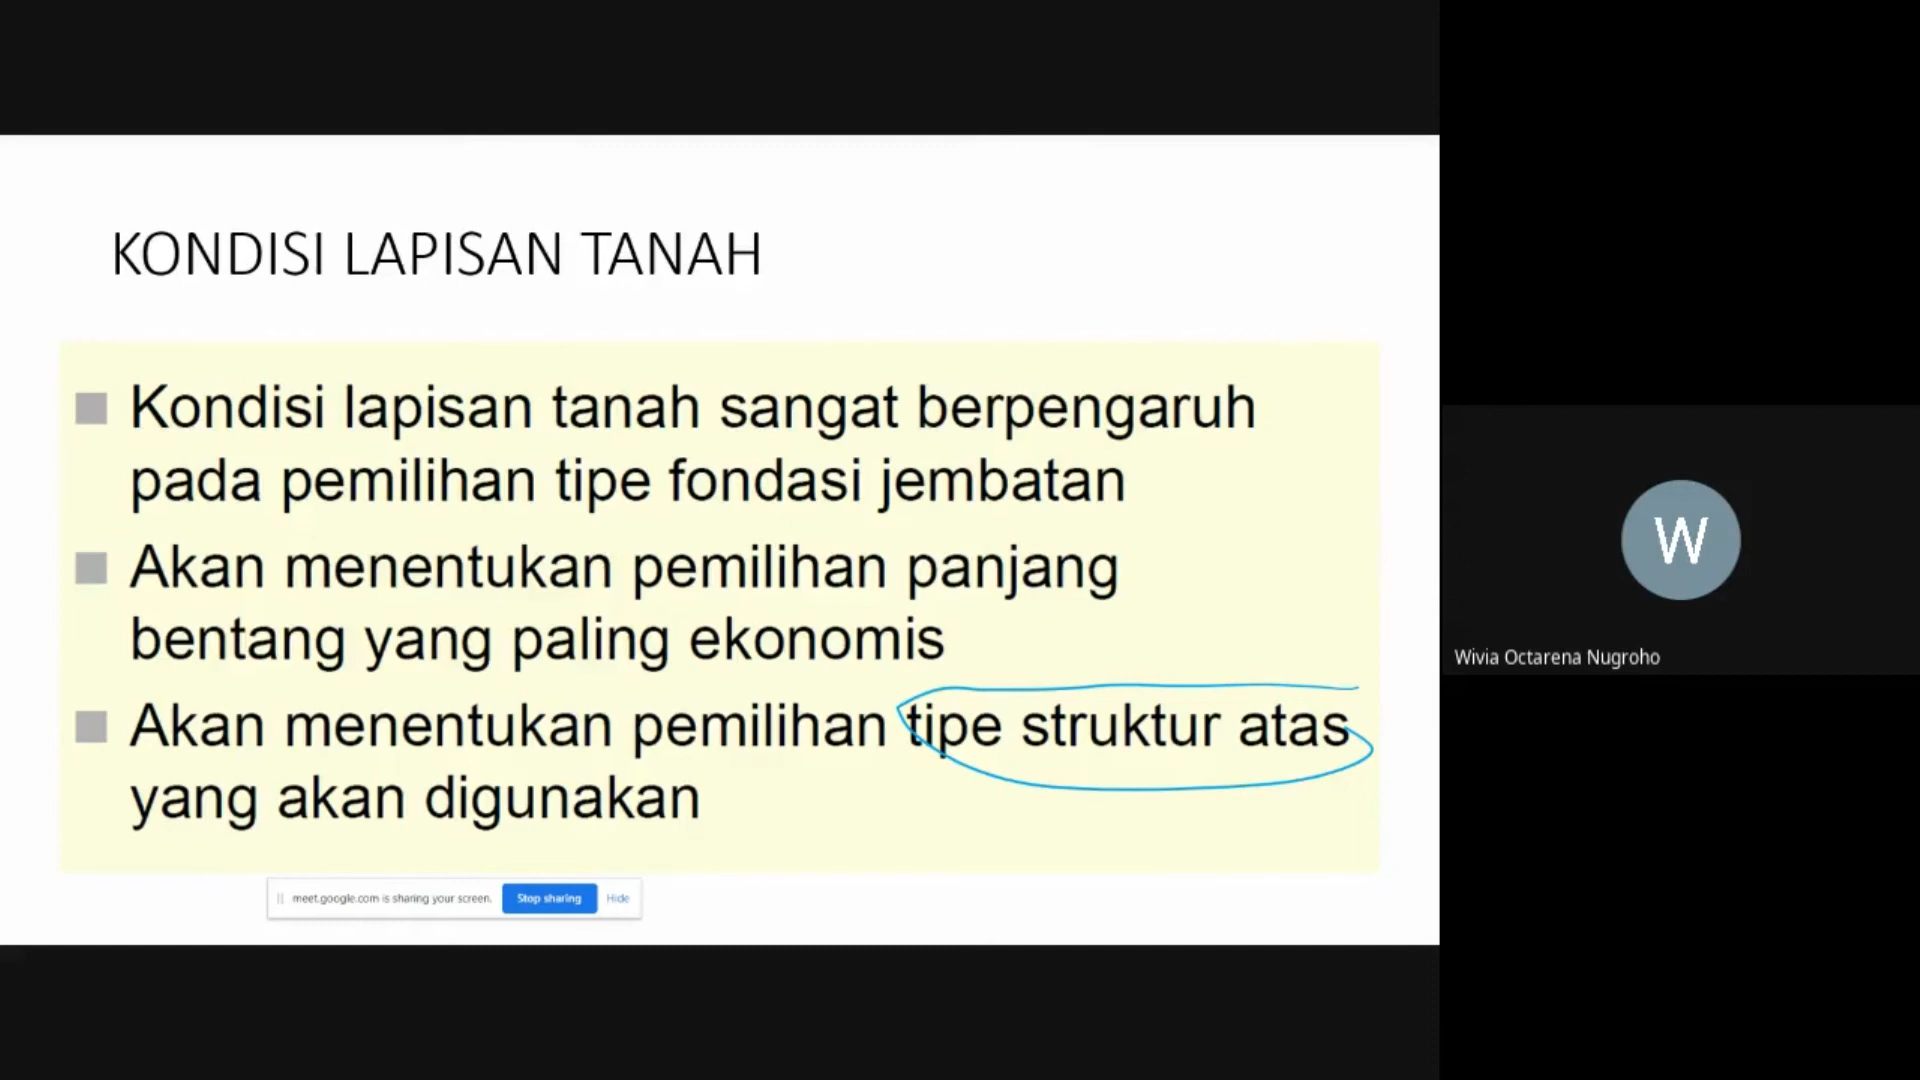 KONDISI LAPISAN TANAH
Kondisi lapisan tanah sangat berpengaruh
pada pemilihan tipe fondasi jembatan
Akan menentukan pemilihan panjang
bentang yang paling ekonomis
Akan menentukan pemilihan tipe struktur atas
yang akan digunakan
meet.google.com is sharing your screen. Stop sharing Hide
W
Wivia Octarena Nugroho